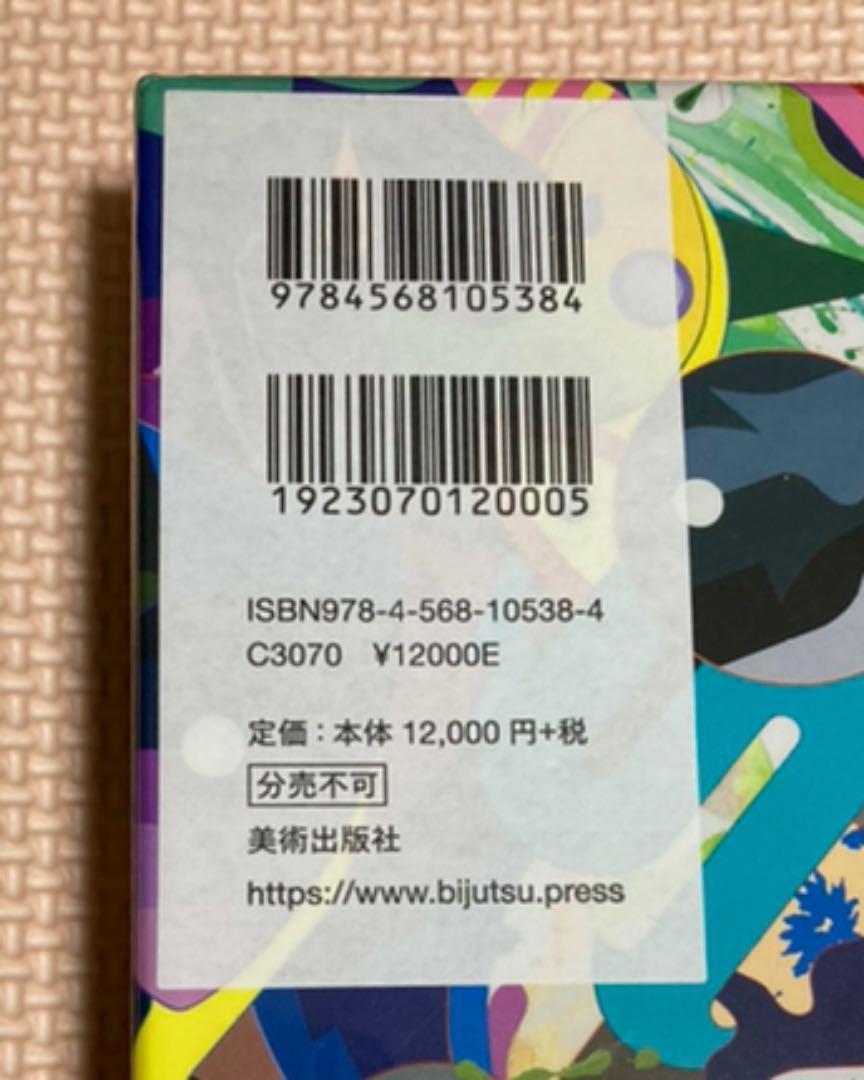 9784568105384
1923070120005
ISBN978-4-568-10538-4
C3070 ¥12000E
定価：本体 12,000 円+税
分売不可
美術出版社
https://www.bijutsu.press